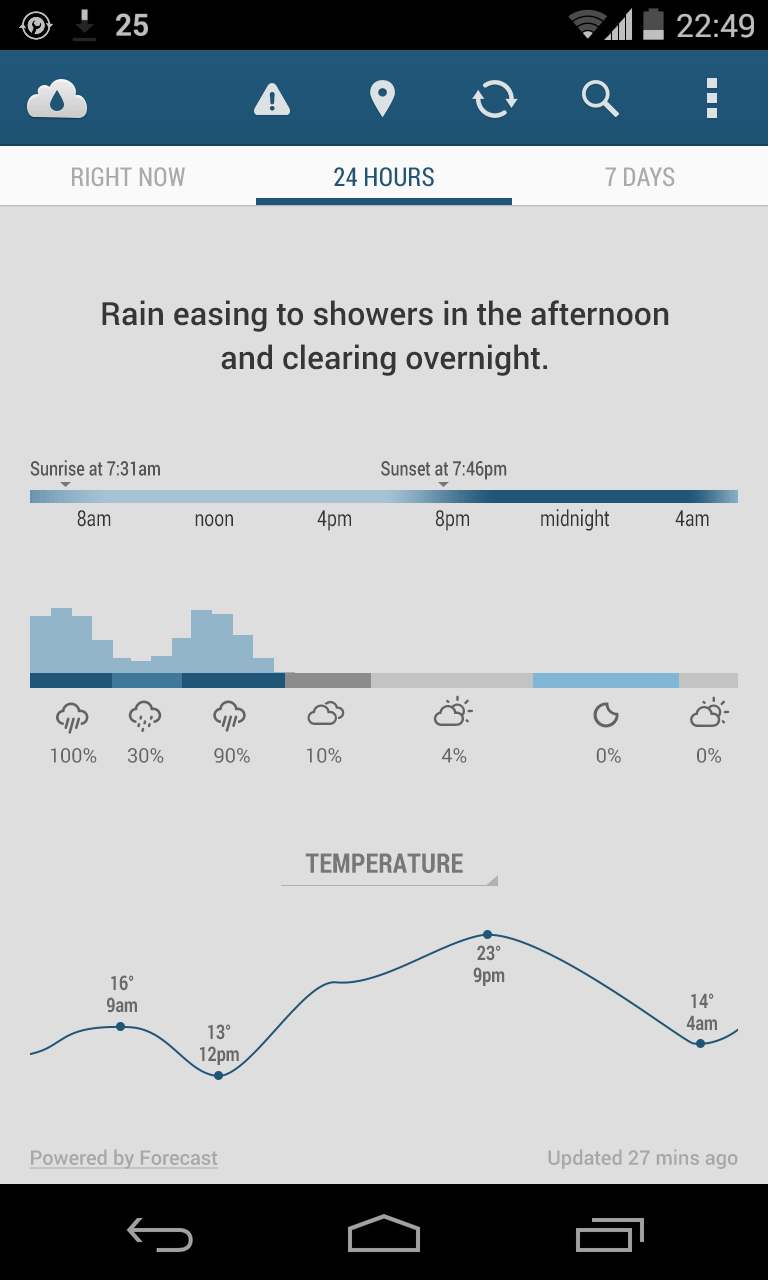 25
22:49
RIGHT NOW
24 HOURS
7 DAYS
Rain easing to showers in the afternoon
and clearing overnight.
Sunrise at 7:31am
Sunset at 7:46pm
8am noon 4pm 8pm midnight 4am
100% 30% 90% 10% 4% 0% 0%
TEMPERATURE
16°
9am
13°
12pm
23°
9pm
14°
4am
Powered by Forecast
Updated 27 mins ago